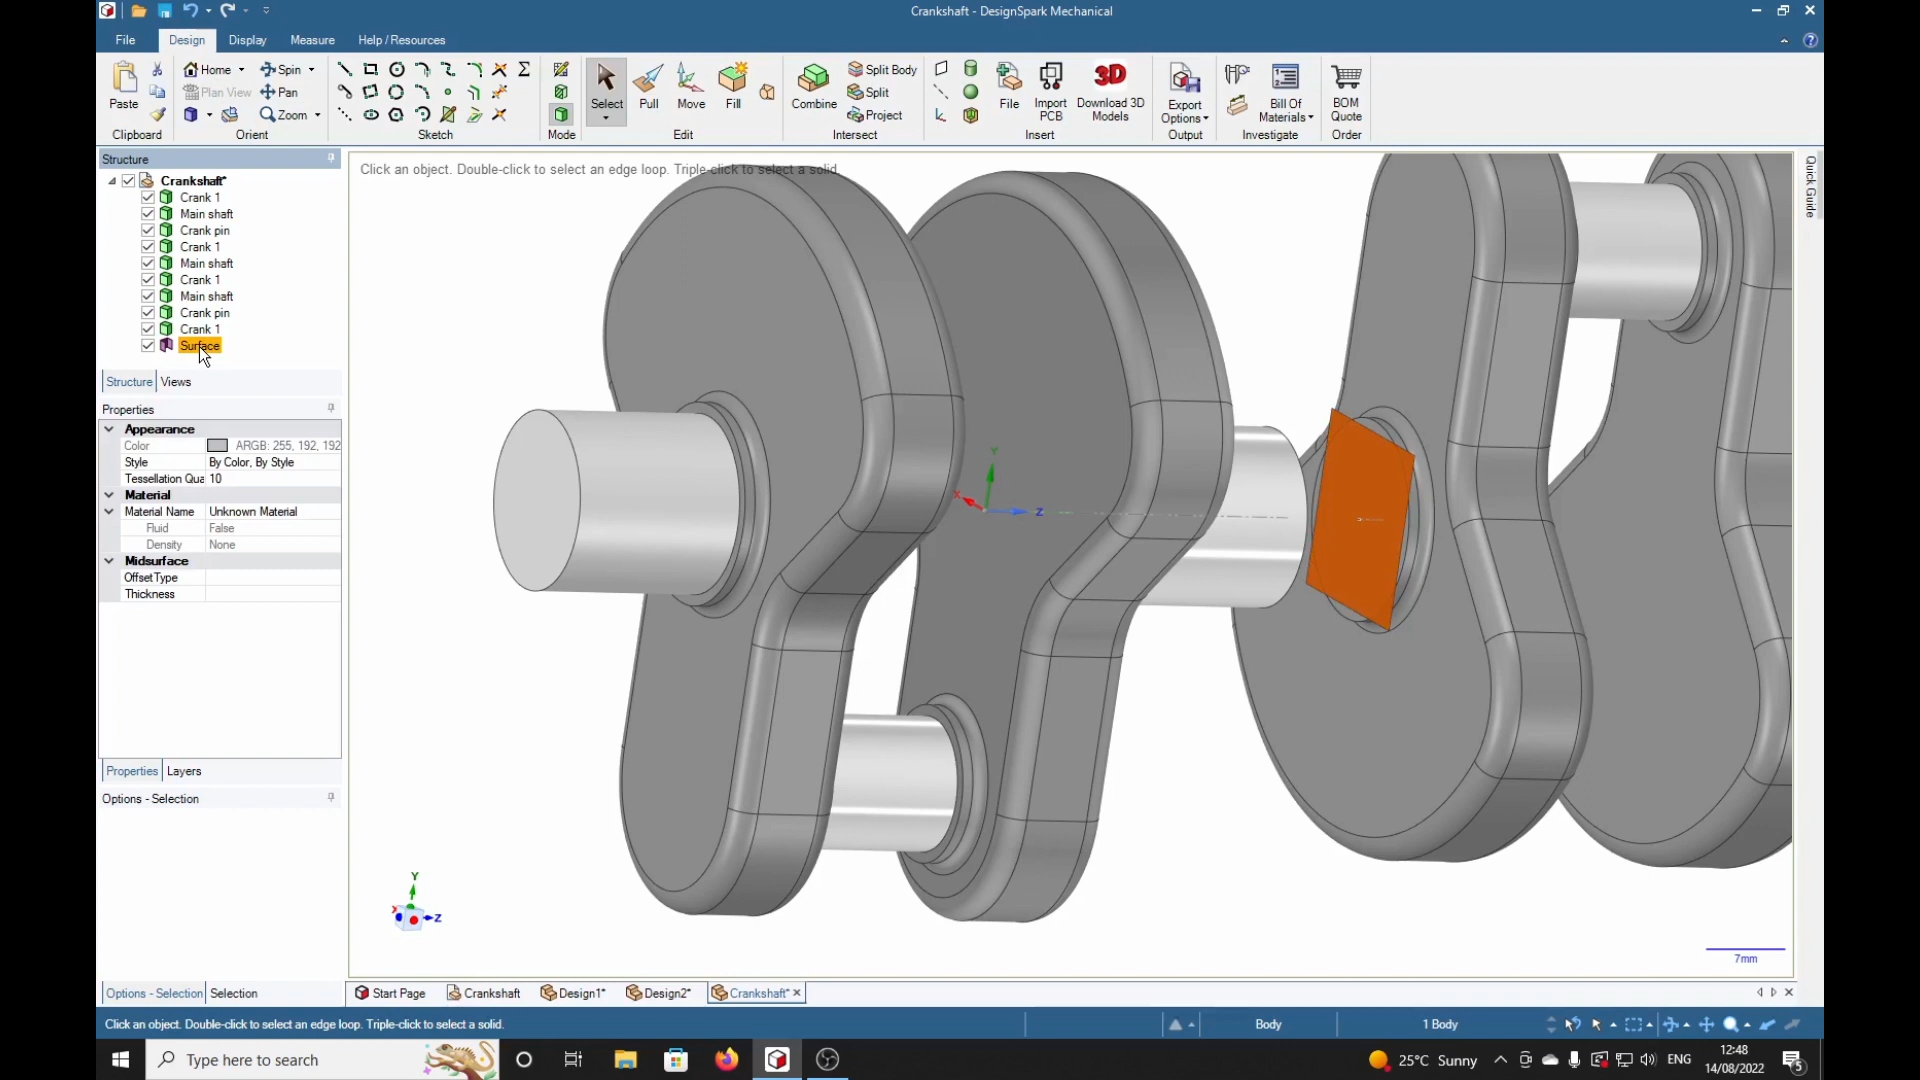 Crankshaft - DesignSpark Mechanical
File Design Display Measure Help / Resources
Paste
Clipboard
Home
Spin
Plan View
Pan
Zoom
Orient
Sketch
Mode
Select
Pull
Move
Fill
Edit
Combine
Split Body
Split
Project
Intersect
File
Import PCB
Download 3D Models
3D
Insert
Export Options
Output
Bill Of Materials
Investigate
BOM Quote
Order
Structure
Crankshaft*
Crank 1
Main shaft
Crank pin
Crank 1
Main shaft
Crank 1
Main shaft
Crank pin
Crank 1
Surface
Structure Views
Properties
Appearance
Color ARGB: 255, 192, 192
Style By Color, By Style
Tessellation Qua 10
Material
Material Name Unknown Material
Fluid False
Density None
Midsurface
OffsetType
Thickness
Properties Layers
Options - Selection
Options - Selection Selection
Click an object. Double-click to select an edge loop. Triple-click to select a solid.
Y
X
Z
Y
X
Z
7mm
Quick Guide
Start Page Crankshaft Design1* Design2* Crankshaft*
Click an object. Double-click to select an edge loop. Triple-click to select a solid.
Body
1 Body
Type here to search
25°C Sunny
ENG
12:48
14/08/2022
5